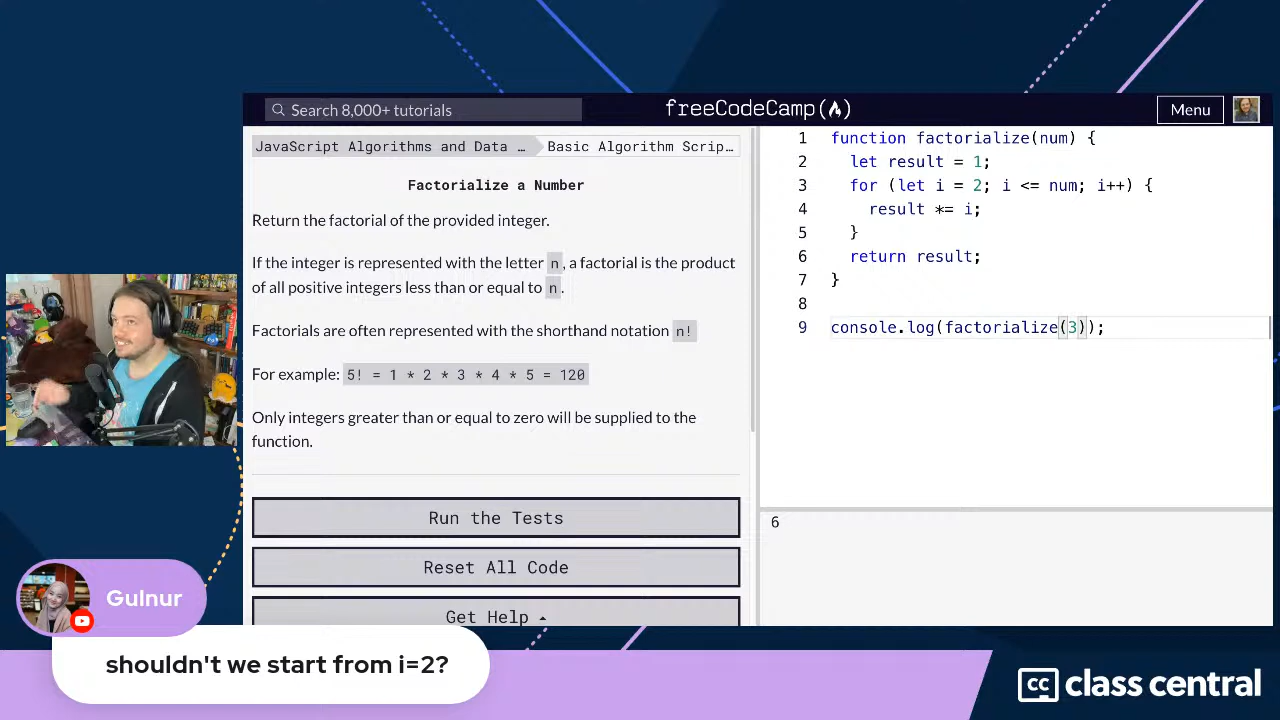 Search 8,000+ tutorials
freeCodeCamp(🔥)
Menu
JavaScript Algorithms and Data …
Basic Algorithm Scrip…
Factorialize a Number
Return the factorial of the provided integer.
If the integer is represented with the letter n, a factorial is the product
of all positive integers less than or equal to n.
Factorials are often represented with the shorthand notation n!
For example: 5! = 1 * 2 * 3 * 4 * 5 = 120
Only integers greater than or equal to zero will be supplied to the
function.
Run the Tests
Reset All Code
Get Help
1 function factorialize(num) {
2 let result = 1;
3 for (let i = 2; i <= num; i++) {
4 result *= i;
5 }
6 return result;
7 }
8
9 console.log(factorialize(3));
6
Gulnur
shouldn't we start from i=2?
cc class central